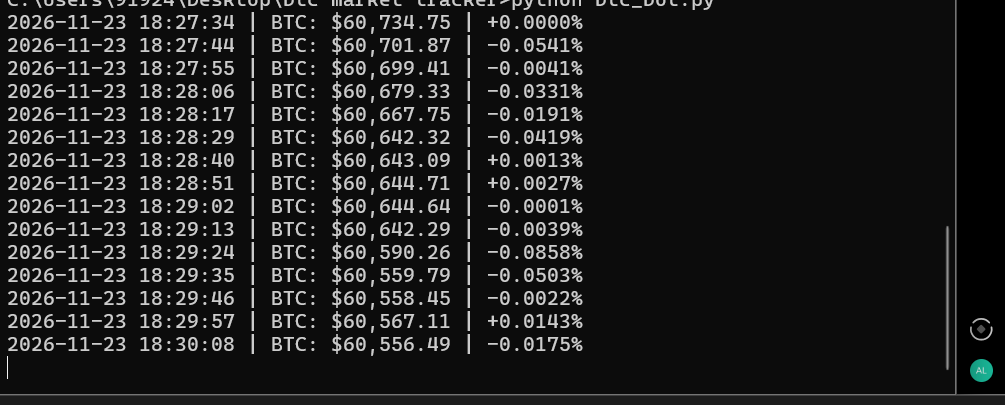 C:\Users\91924\Desktop\btc market tracker>python btc_bot.py
2026-11-23 18:27:34 | BTC: $60,734.75 | +0.0000%
2026-11-23 18:27:44 | BTC: $60,701.87 | -0.0541%
2026-11-23 18:27:55 | BTC: $60,699.41 | -0.0041%
2026-11-23 18:28:06 | BTC: $60,679.33 | -0.0331%
2026-11-23 18:28:17 | BTC: $60,667.75 | -0.0191%
2026-11-23 18:28:29 | BTC: $60,642.32 | -0.0419%
2026-11-23 18:28:40 | BTC: $60,643.09 | +0.0013%
2026-11-23 18:28:51 | BTC: $60,644.71 | +0.0027%
2026-11-23 18:29:02 | BTC: $60,644.64 | -0.0001%
2026-11-23 18:29:13 | BTC: $60,642.29 | -0.0039%
2026-11-23 18:29:24 | BTC: $60,590.26 | -0.0858%
2026-11-23 18:29:35 | BTC: $60,559.79 | -0.0503%
2026-11-23 18:29:46 | BTC: $60,558.45 | -0.0022%
2026-11-23 18:29:57 | BTC: $60,567.11 | +0.0143%
2026-11-23 18:30:08 | BTC: $60,556.49 | -0.0175%
AL